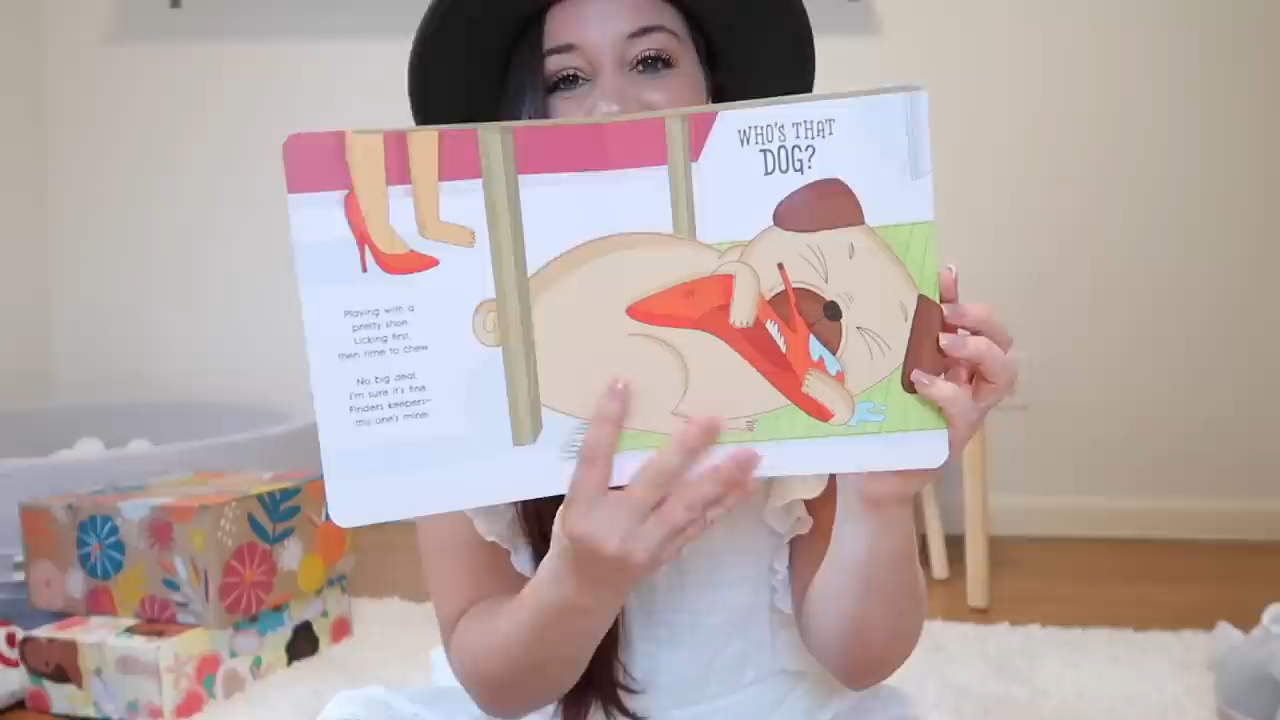 WHO'S THAT
DOG?
Playing with a
pretty shoe.
Licking first,
then time to chew.
No big deal,
I'm sure it's fine.
Finders keepers–
this one's mine.